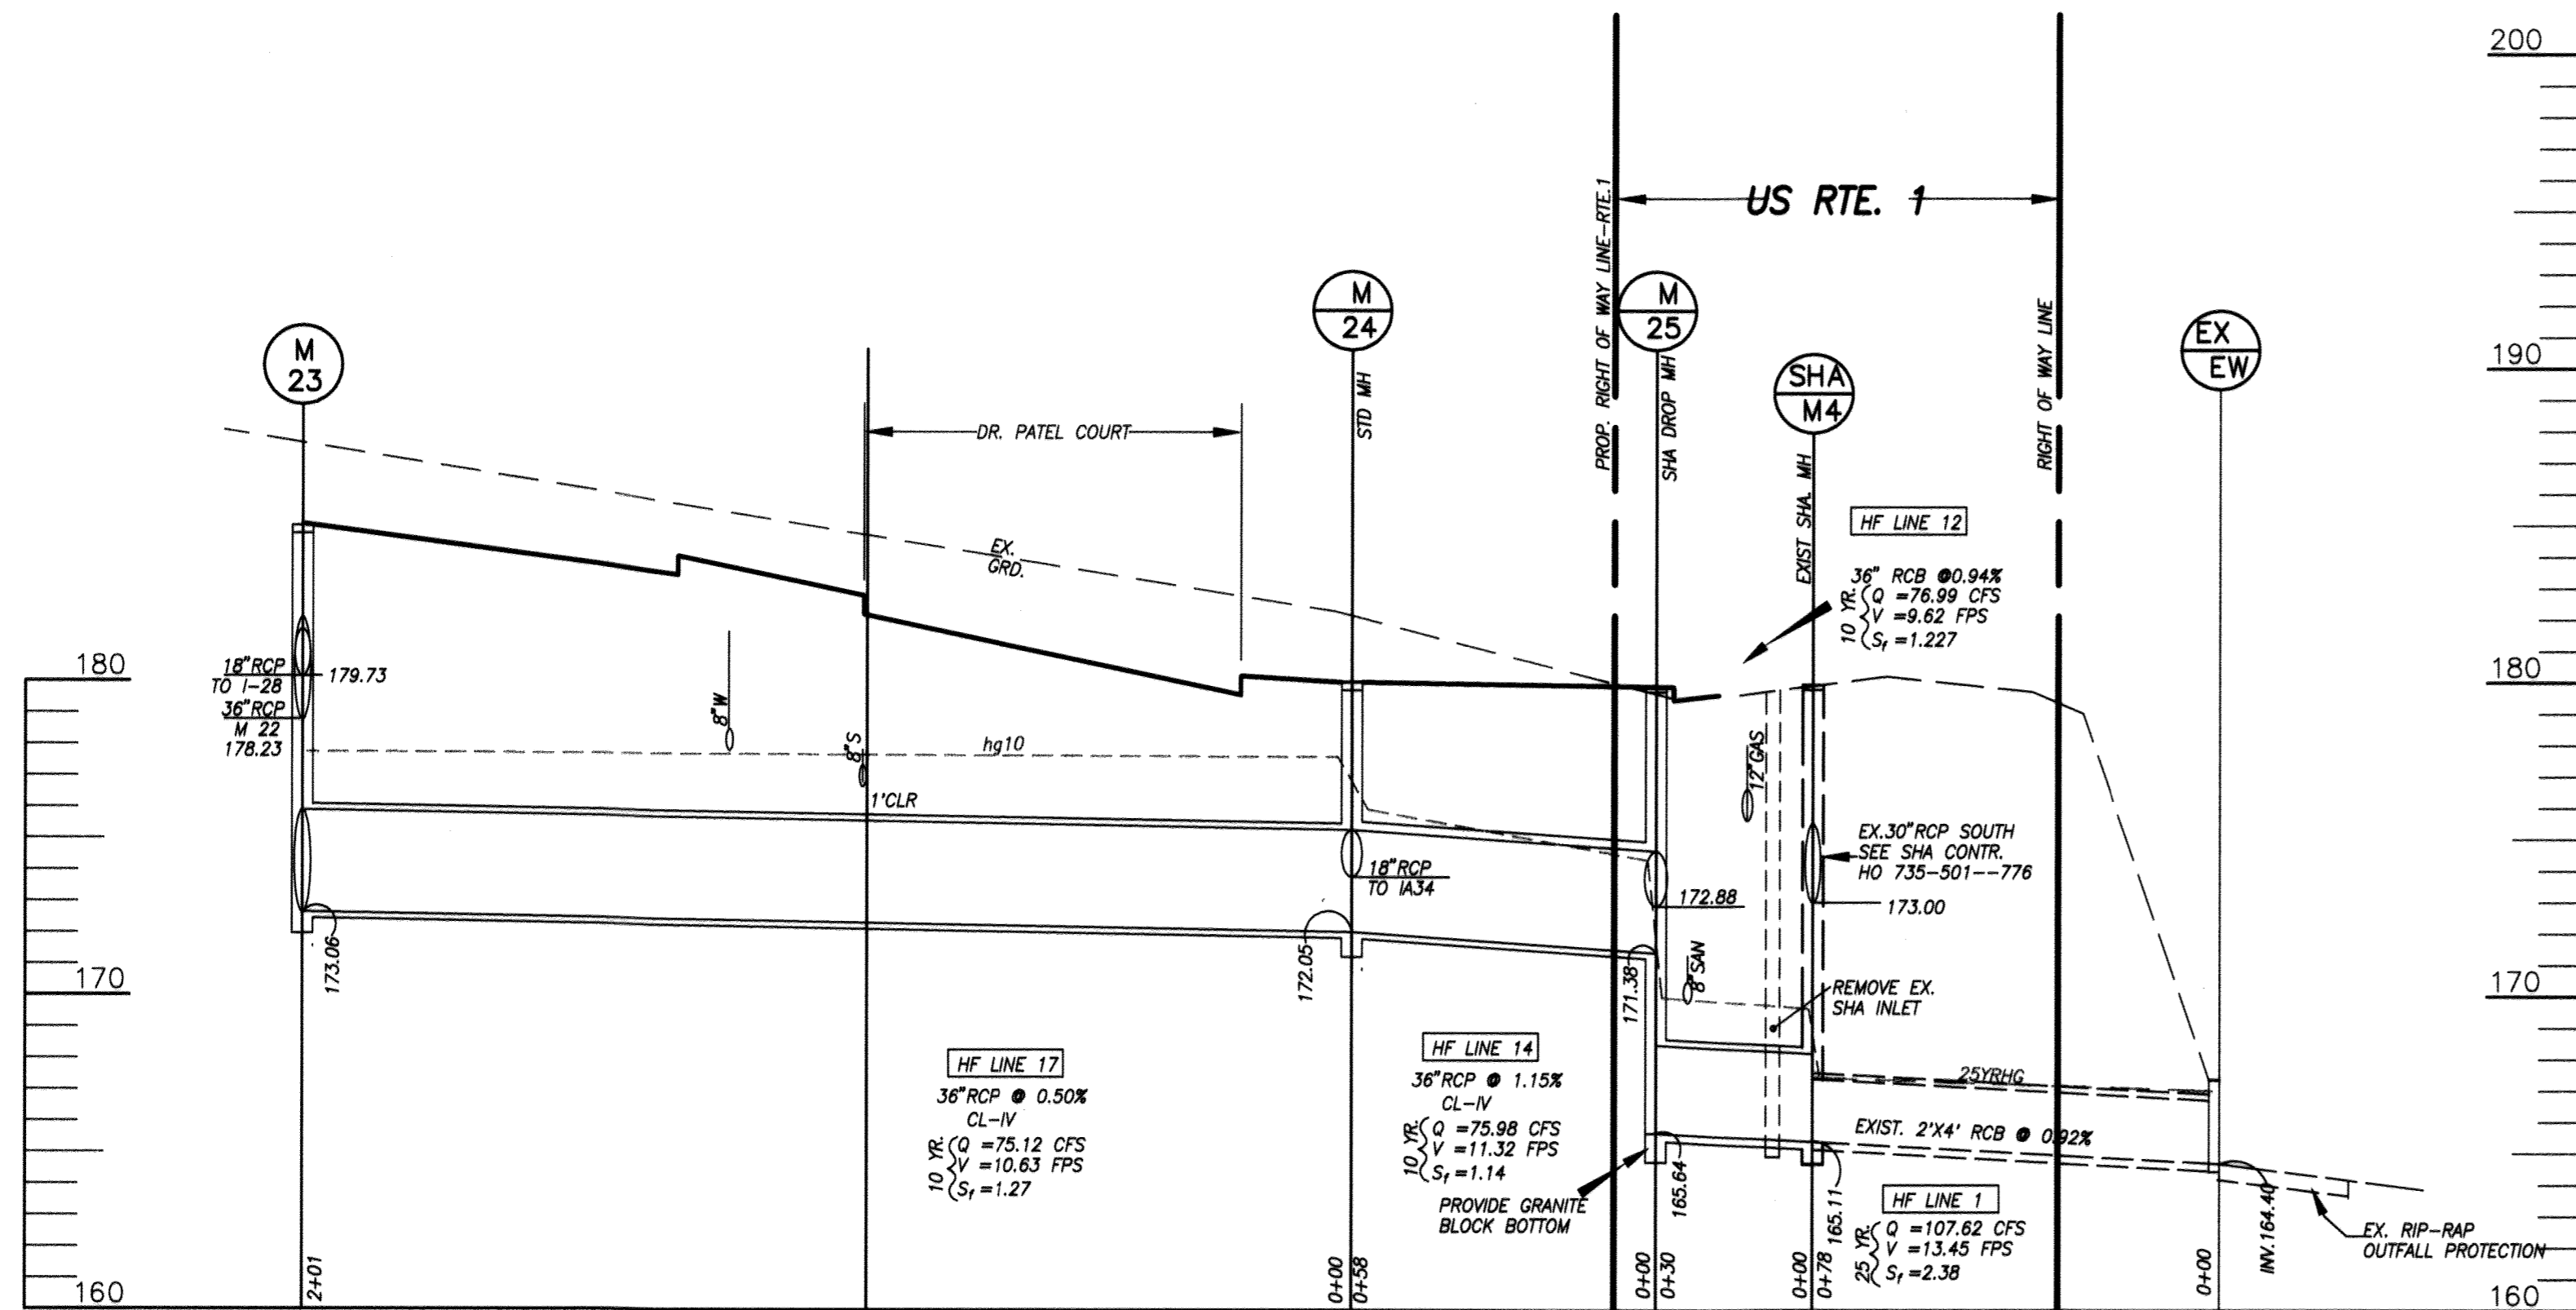 200
US RTE. 1
PROP. RIGHT OF WAY LINE-RTE.1
RIGHT OF WAY LINE
M
24
M
25
EX
EW
M
23
190
SHA
M4
STD MH
SHA DROP MH
EXIST SHA. MH
DR. PATEL COURT
HF LINE 12
EX.
GRD.
36" RCB @0.94%
10 YR.
Q =76.99 CFS
V =9.62 FPS
Sf =1.227
180
180
18"RCP
TO I-28
179.73
36"RCP
M 22
178.23
8"W
8"S
hg10
12"GAS
1'CLR
EX.30"RCP SOUTH
SEE SHA CONTR.
HO 735-501--776
18"RCP
TO IA34
172.88
173.00
173.06
172.05
171.38
8"SAN
170
170
REMOVE EX.
SHA INLET
HF LINE 17
36"RCP @ 0.50%
CL-IV
10 YR.
Q =75.12 CFS
V =10.63 FPS
Sf =1.27
HF LINE 14
36"RCP @ 1.15%
CL-IV
10 YR.
Q =75.98 CFS
V =11.32 FPS
Sf =1.14
25YRHG
EXIST. 2'X4' RCB @ 0.92%
PROVIDE GRANITE
BLOCK BOTTOM
165.64
165.11
HF LINE 1
25 YR.
Q =107.62 CFS
V =13.45 FPS
Sf =2.38
INV.164.40
EX. RIP-RAP
OUTFALL PROTECTION
160
2+01
0+00
0+58
0+00
0+30
0+00
0+78
0+00
160